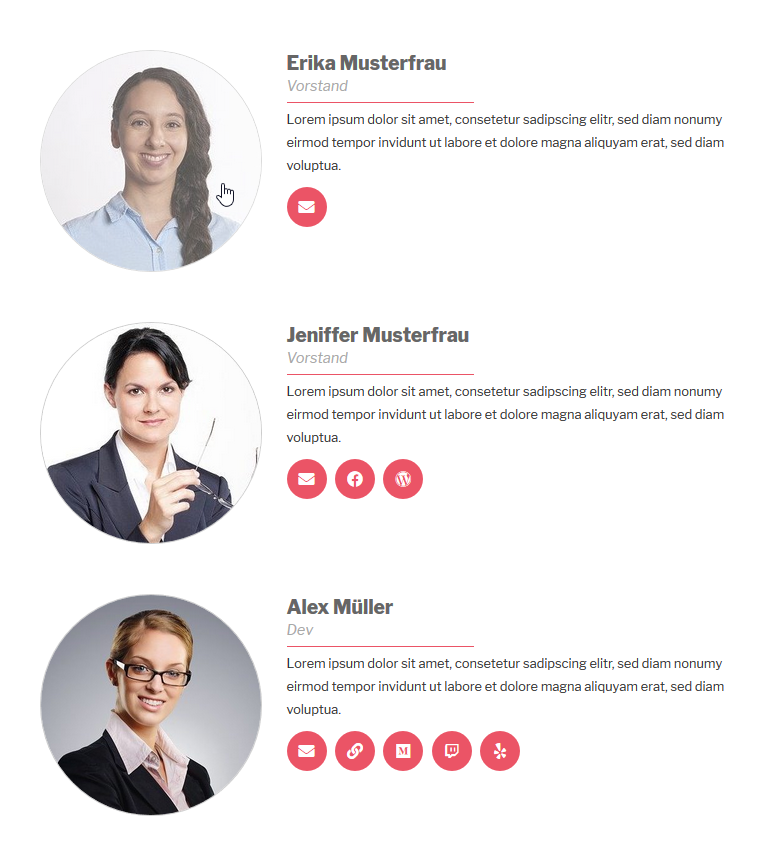 Erika Musterfrau
Vorstand
Lorem ipsum dolor sit amet, consetetur sadipscing elitr, sed diam nonumy
eirmod tempor invidunt ut labore et dolore magna aliquyam erat, sed diam
voluptua.
Jeniffer Musterfrau
Vorstand
Lorem ipsum dolor sit amet, consetetur sadipscing elitr, sed diam nonumy
eirmod tempor invidunt ut labore et dolore magna aliquyam erat, sed diam
voluptua.
Alex Müller
Dev
Lorem ipsum dolor sit amet, consetetur sadipscing elitr, sed diam nonumy
eirmod tempor invidunt ut labore et dolore magna aliquyam erat, sed diam
voluptua.